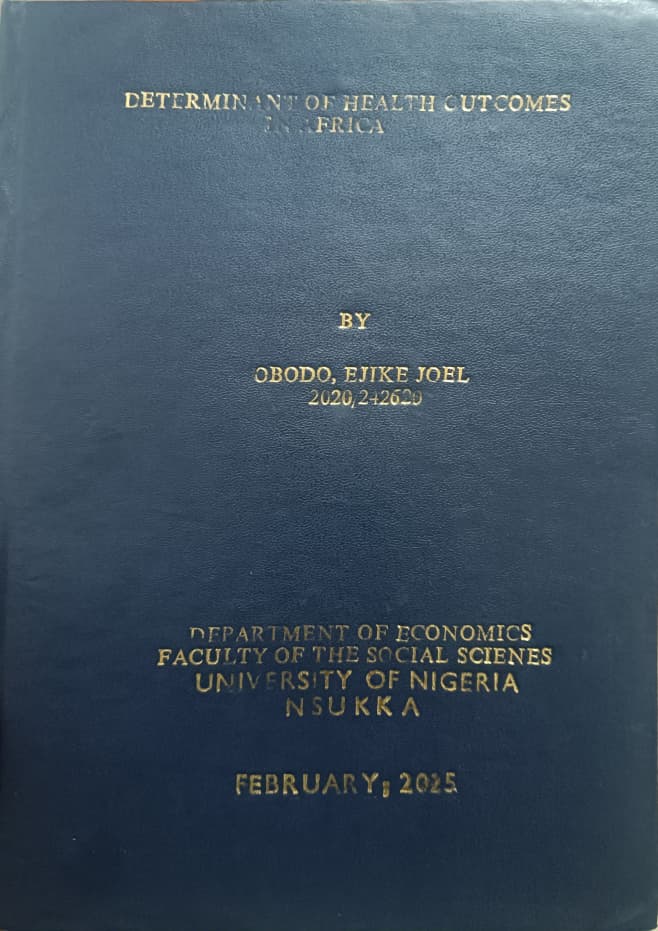 DETERMINANT OF HEALTH OUTCOMES
IN AFRICA
BY
OBODO, EJIKE JOEL
2020/242620
DEPARTMENT OF ECONOMICS
FACULTY OF THE SOCIAL SCIENES
UNIVERSITY OF NIGERIA
NSUKKA
FEBRUARY, 2025